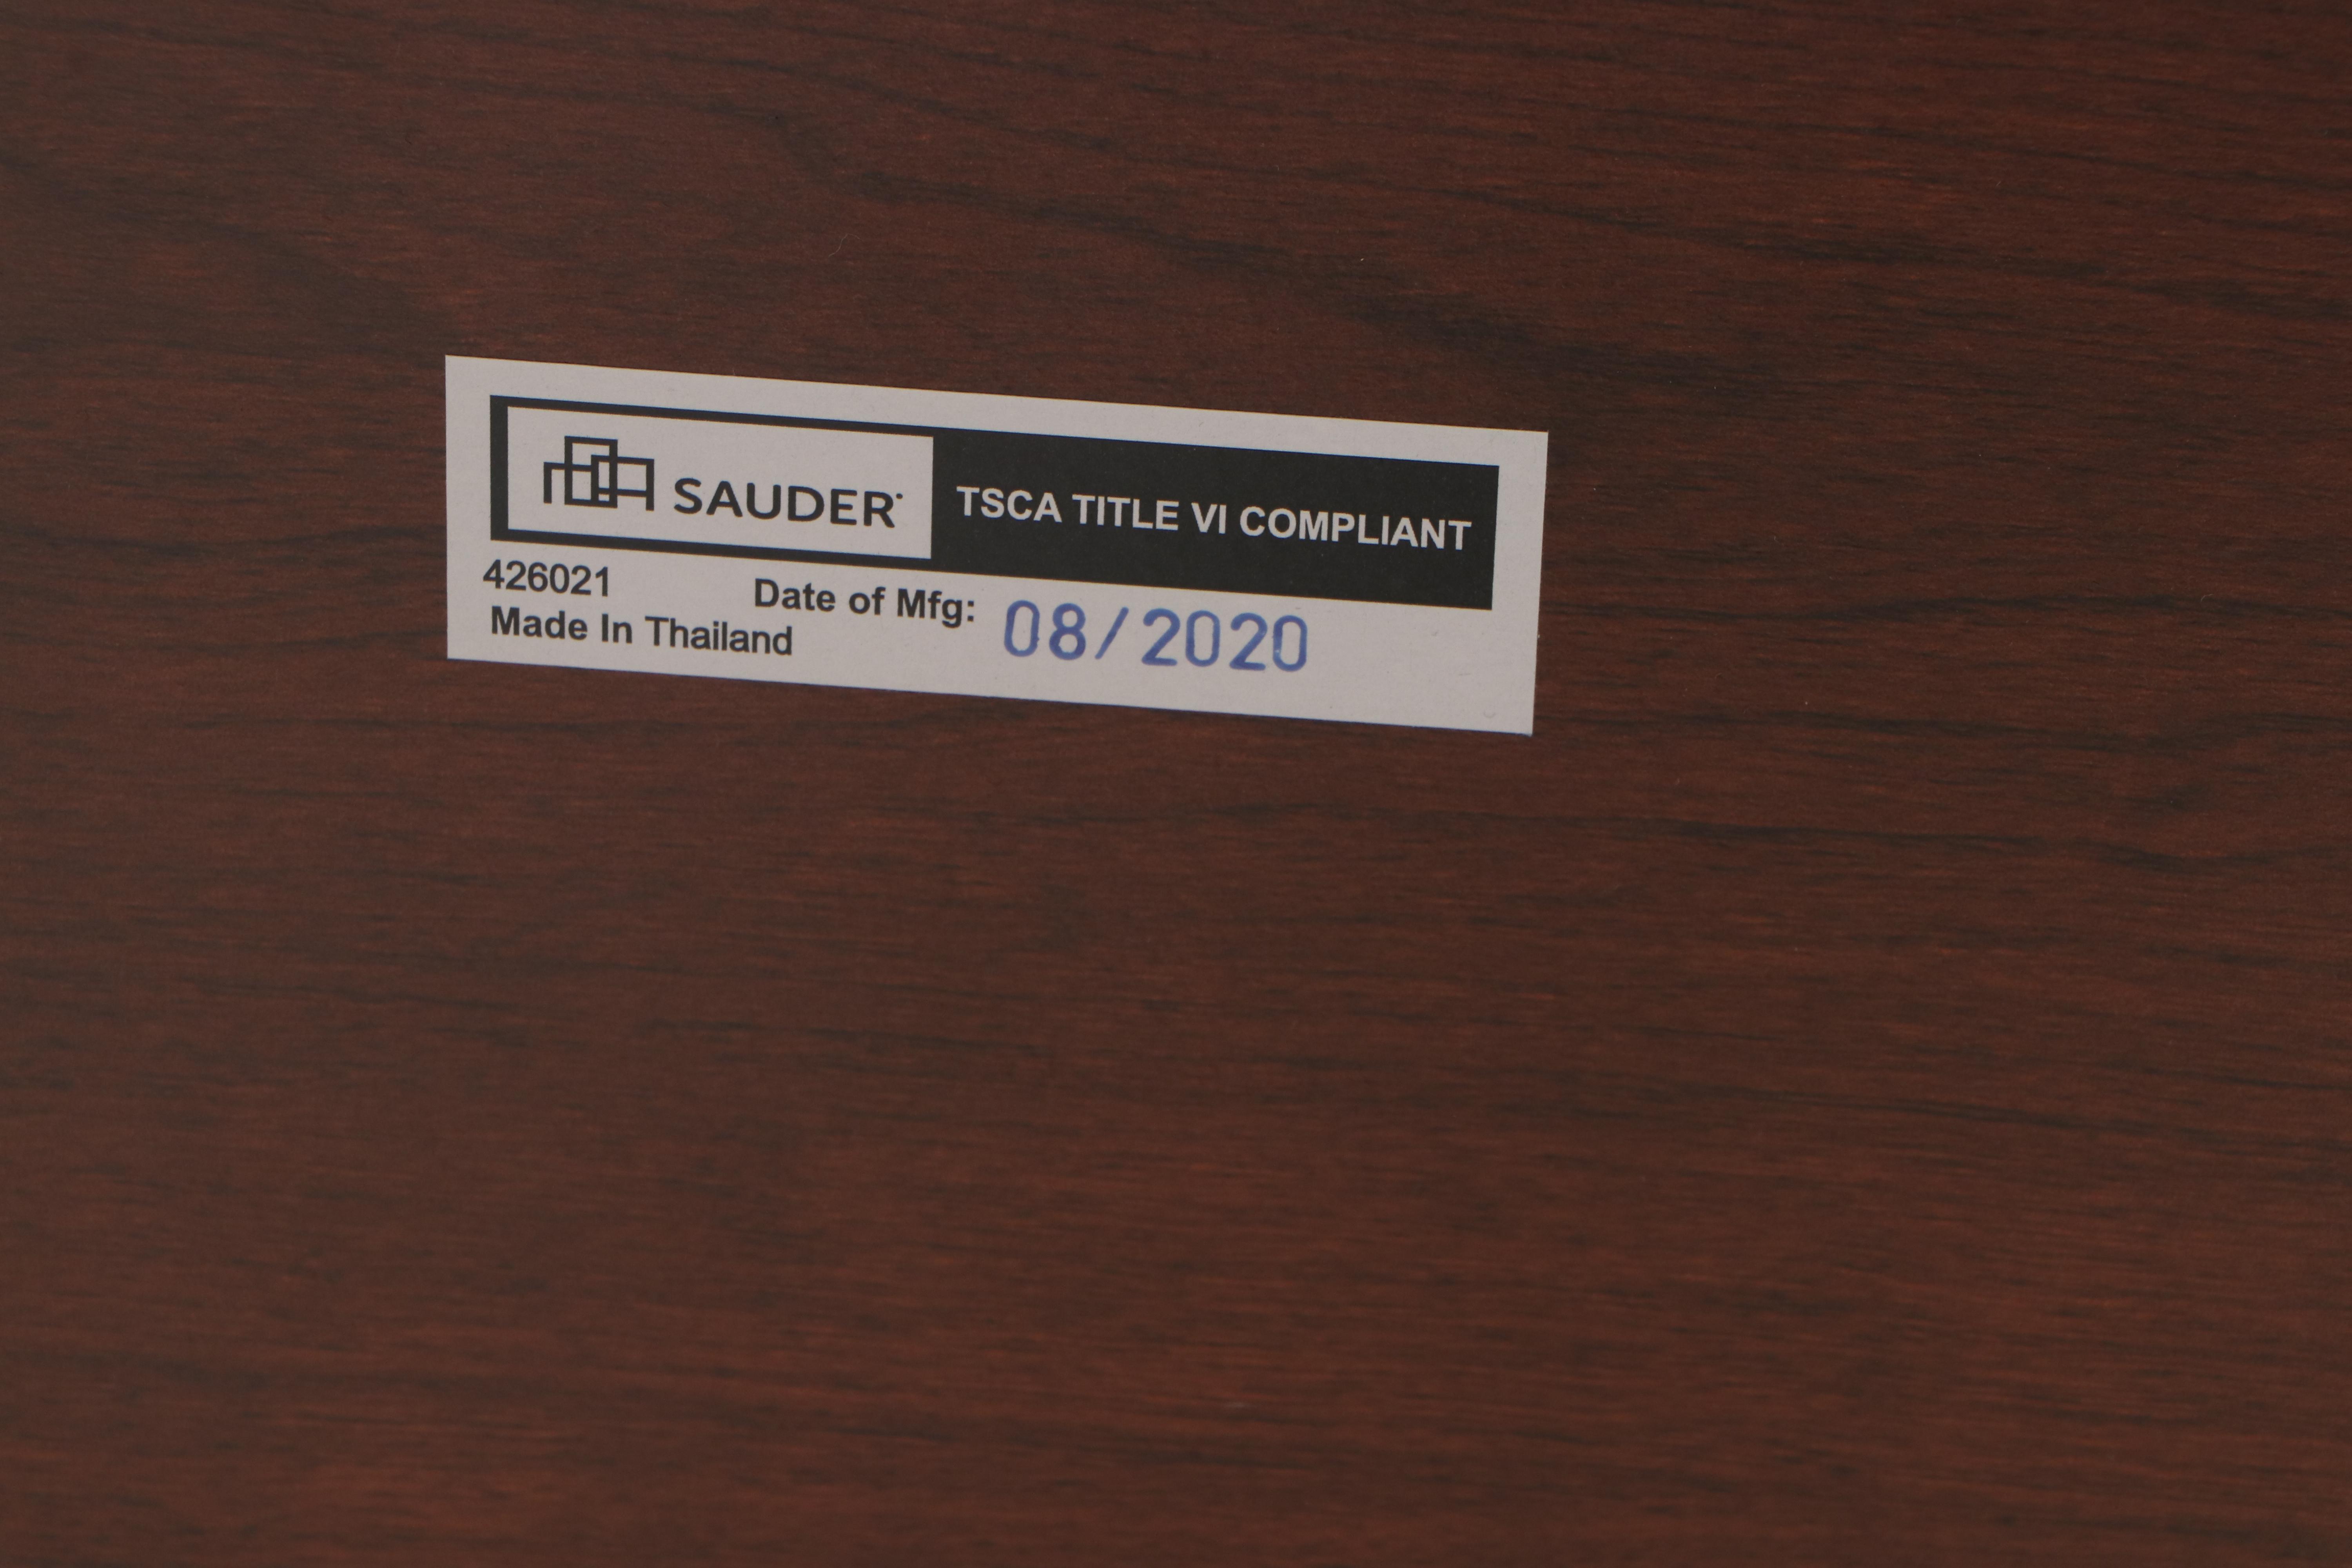 SAUDER
TSCA TITLE VI COMPLIANT
426021
Date of Mfg: 08/2020
Made In Thailand